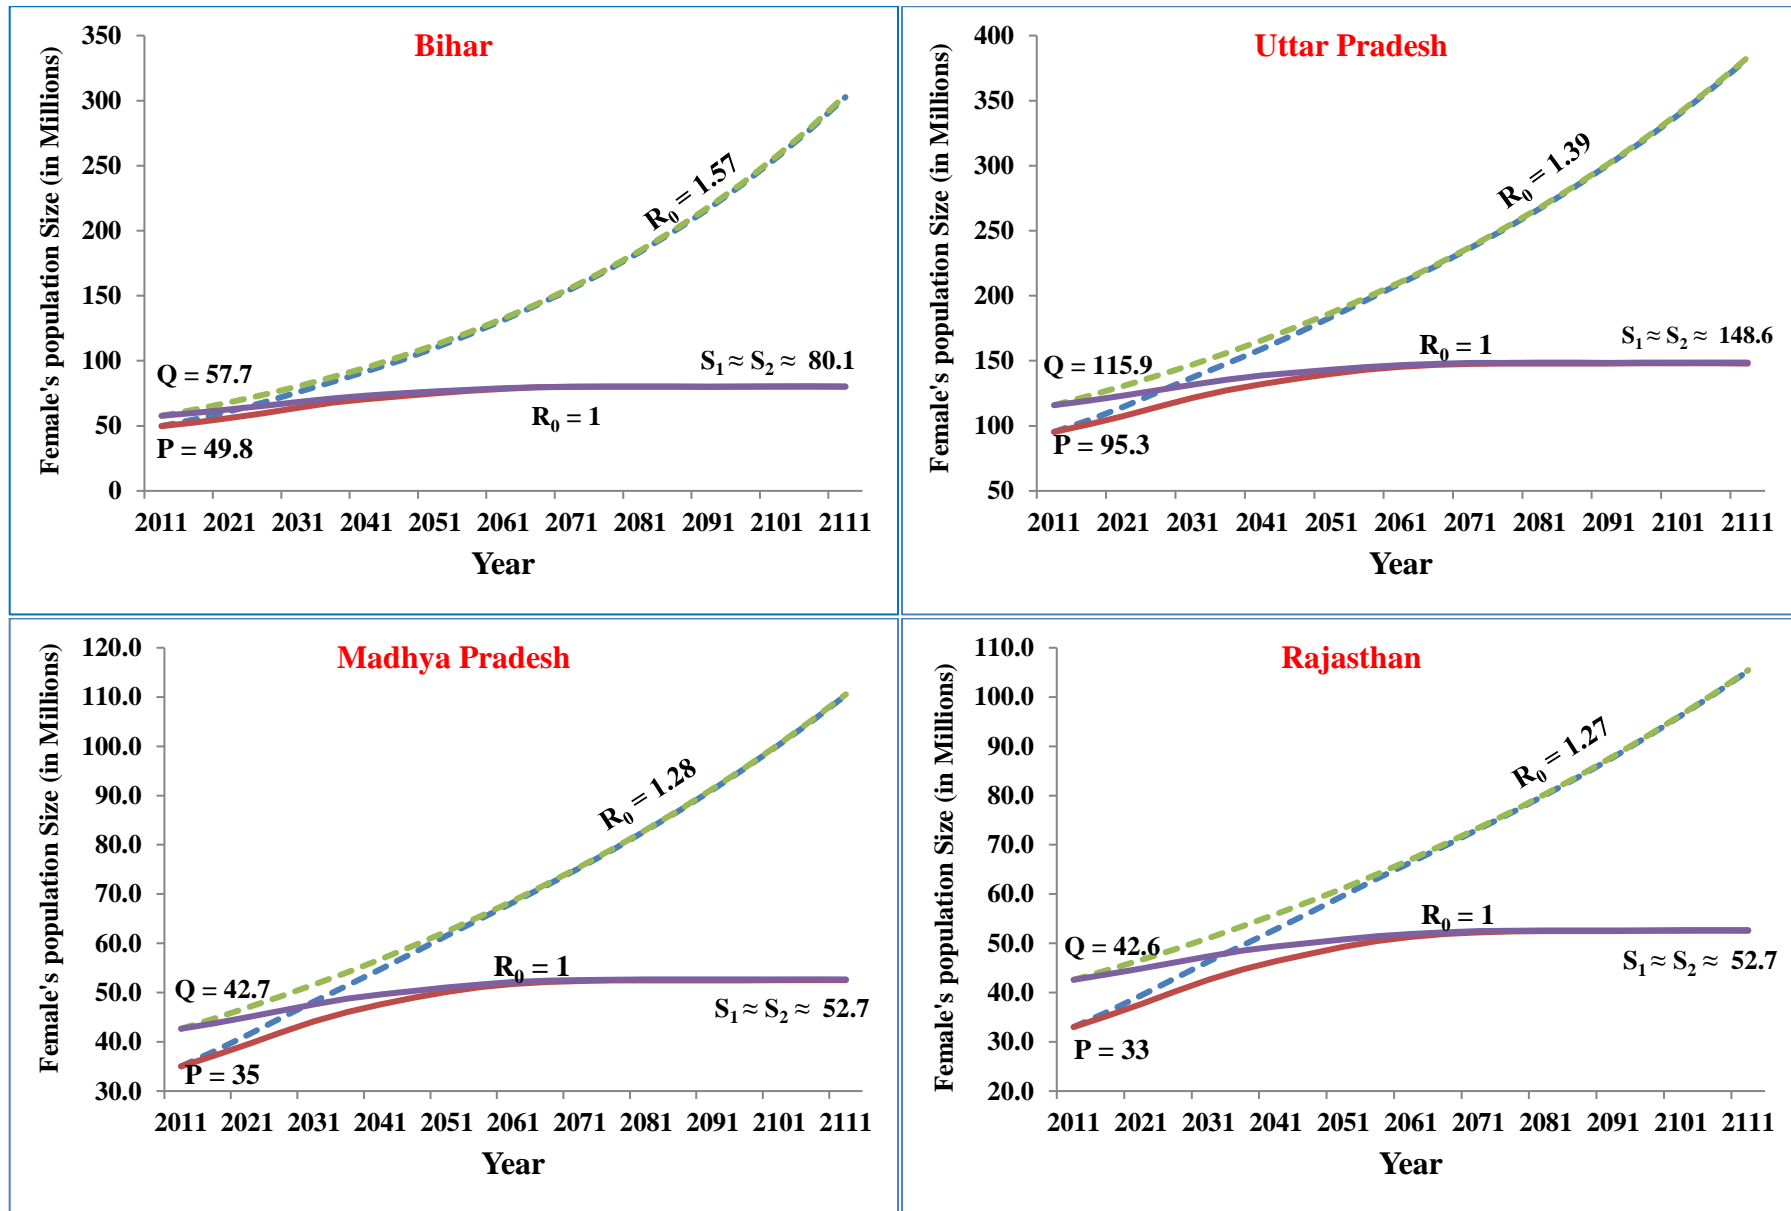 Bihar
Female's population Size (in Millions)
350
300
250
200
150
100
50
0
R₀ = 1.57
Q = 57.7
S₁ ≈ S₂ ≈ 80.1
R₀ = 1
P = 49.8
2011 2021 2031 2041 2051 2061 2071 2081 2091 2101 2111
Year
Uttar Pradesh
Female's population Size (in Millions)
400
350
300
250
200
150
100
50
R₀ = 1.39
Q = 115.9
R₀ = 1
S₁ ≈ S₂ ≈ 148.6
P = 95.3
2011 2021 2031 2041 2051 2061 2071 2081 2091 2101 2111
Year
Madhya Pradesh
Female's population Size (in Millions)
120.0
110.0
100.0
90.0
80.0
70.0
60.0
50.0
40.0
30.0
R₀ = 1.28
R₀ = 1
Q = 42.7
S₁ ≈ S₂ ≈ 52.7
P = 35
2011 2021 2031 2041 2051 2061 2071 2081 2091 2101 2111
Year
Rajasthan
Female's population Size (in Millions)
110.0
100.0
90.0
80.0
70.0
60.0
50.0
40.0
30.0
20.0
R₀ = 1.27
R₀ = 1
Q = 42.6
S₁ ≈ S₂ ≈ 52.7
P = 33
2011 2021 2031 2041 2051 2061 2071 2081 2091 2101 2111
Year